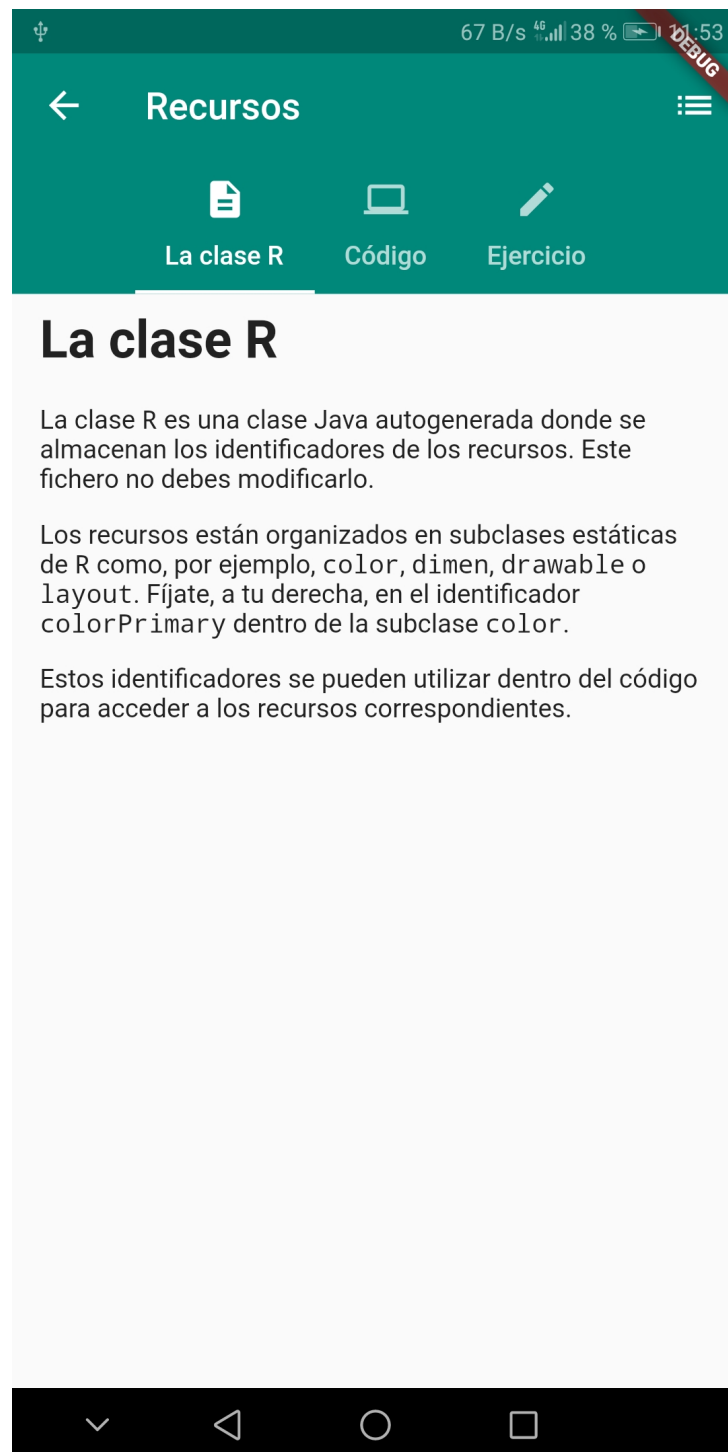 67 B/s 4G 38 % 11:53
DEBUG
Recursos
La clase R Código Ejercicio
La clase R
La clase R es una clase Java autogenerada donde se
almacenan los identificadores de los recursos. Este
fichero no debes modificarlo.
Los recursos están organizados en subclases estáticas
de R como, por ejemplo, color, dimen, drawable o
layout. Fíjate, a tu derecha, en el identificador
colorPrimary dentro de la subclase color.
Estos identificadores se pueden utilizar dentro del código
para acceder a los recursos correspondientes.